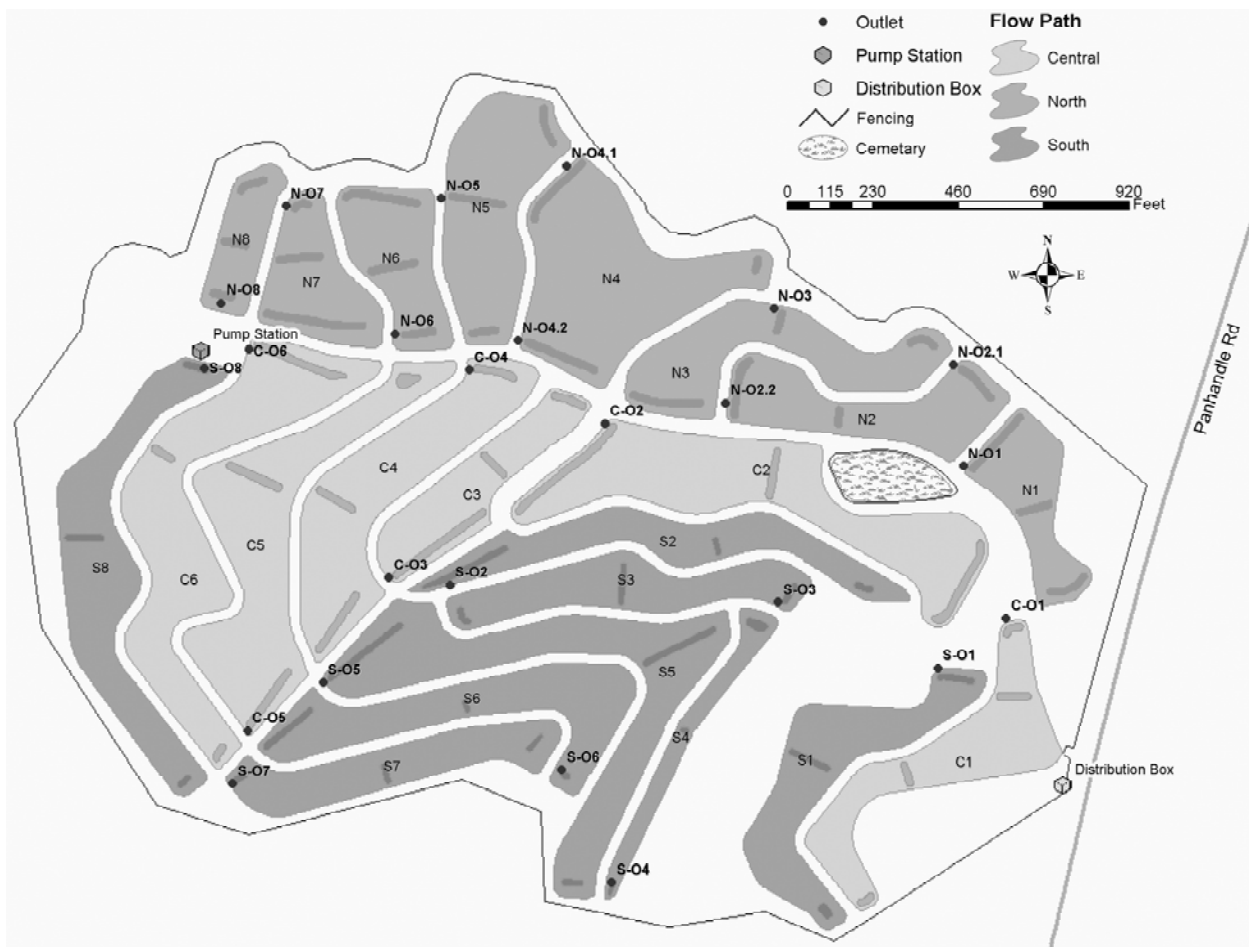 Outlet
Pump Station
Distribution Box
Fencing
Cemetary
Flow Path
Central
North
South
0 115 230 460 690 920
Feet
N
W E
S
Panhandle Rd
N-O4.1
N-O7
N-O5
N5
N8
N6
N7
N4
N-O8
N-O3
Pump Station
N-O6
N-O4.2
C-O6
C-O4
S-O8
N-O2.1
N3
N-O2.2
C-O2
N2
N-O1
C4
C2
C3
N1
C5
S2
S8
C6
C-O3
S-O2
S3
S-O3
C-O1
S-O5
S5
S-O1
S6
S4
C-O5
S-O6
S1
C1
S7
S-O7
Distribution Box
S-O4